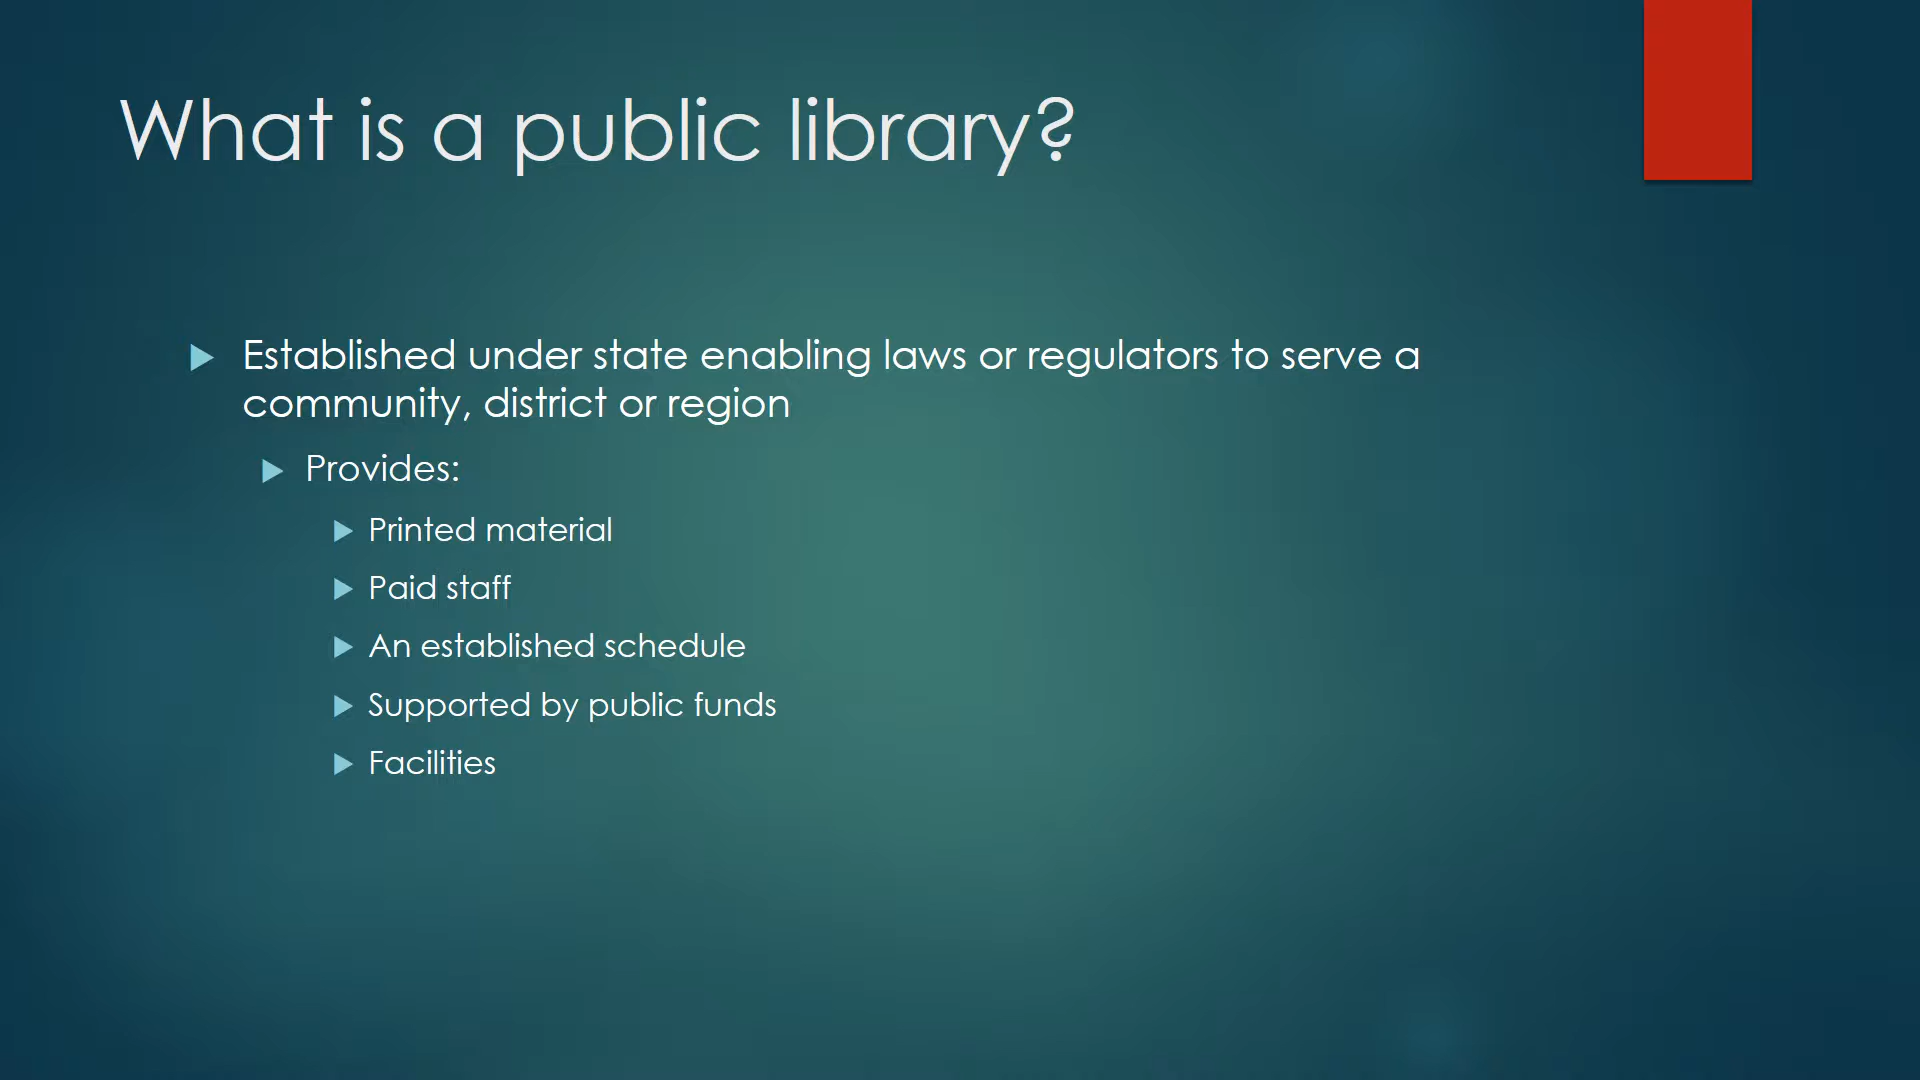 What is a public library?
Established under state enabling laws or regulators to serve a
community, district or region
Provides:
Printed material
Paid staff
An established schedule
Supported by public funds
Facilities